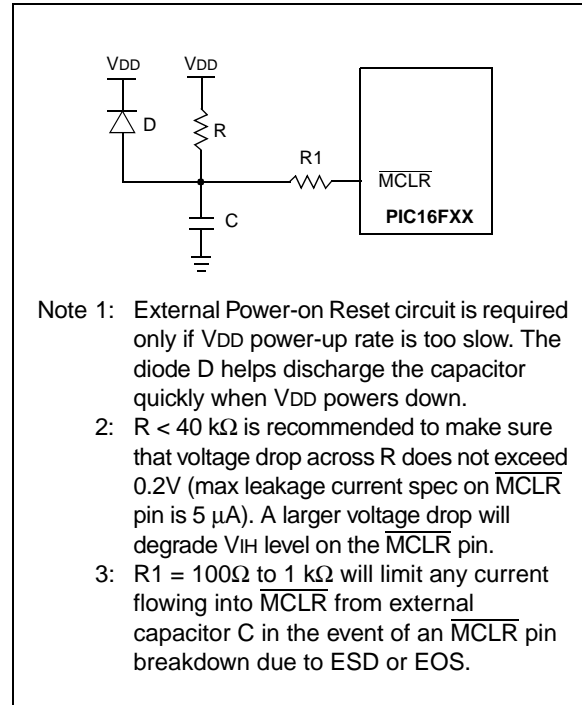 VDD VDD
D
R
R1
MCLR
C
PIC16FXX
Note 1: External Power-on Reset circuit is required
only if VDD power-up rate is too slow. The
diode D helps discharge the capacitor
quickly when VDD powers down.
2: R < 40 kΩ is recommended to make sure
that voltage drop across R does not exceed
0.2V (max leakage current spec on M̅C̅L̅R̅
pin is 5 μA). A larger voltage drop will
degrade VIH level on the M̅C̅L̅R̅ pin.
3: R1 = 100Ω to 1 kΩ will limit any current
flowing into M̅C̅L̅R̅ from external
capacitor C in the event of an M̅C̅L̅R̅ pin
breakdown due to ESD or EOS.